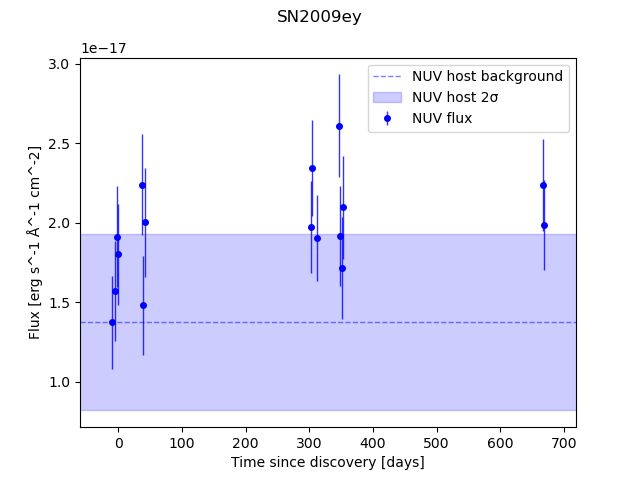 SN2009ey
1e−17
NUV host background
NUV host 2σ
NUV flux
Flux [erg s^-1 Å^-1 cm^-2]
3.0
2.5
2.0
1.5
1.0
0 100 200 300 400 500 600 700
Time since discovery [days]